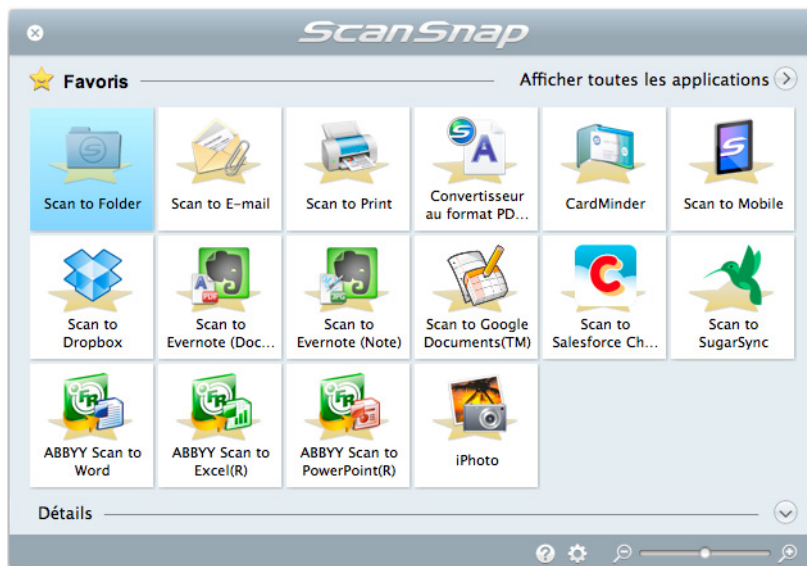 ScanSnap
Favoris
Afficher toutes les applications
Scan to Folder
Scan to E-mail
Scan to Print
Convertisseur
au format PD...
CardMinder
Scan to Mobile
Scan to
Dropbox
Scan to
Evernote (Doc...
Scan to
Evernote (Note)
Scan to Google
Documents(TM)
Scan to
Salesforce Ch...
Scan to
SugarSync
ABBYY Scan to
Word
ABBYY Scan to
Excel(R)
ABBYY Scan to
PowerPoint(R)
iPhoto
Détails